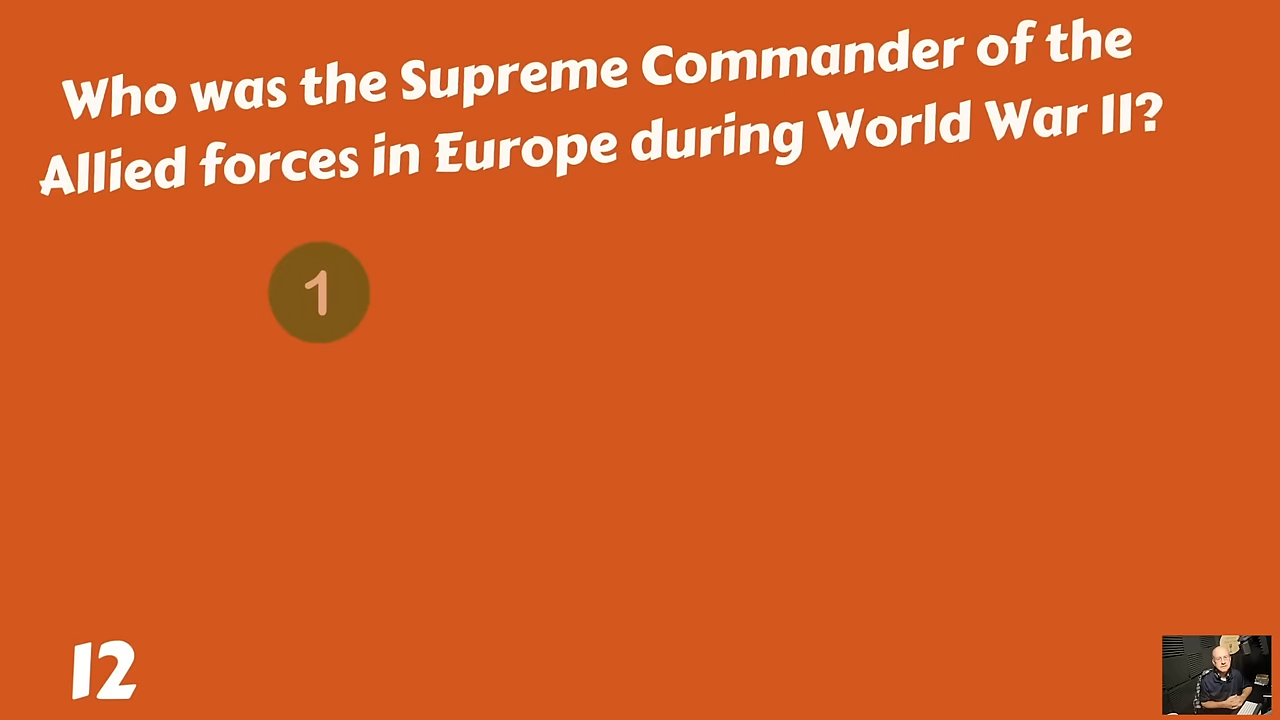 Who was the Supreme Commander of the
Allied forces in Europe during World War II?
1
12